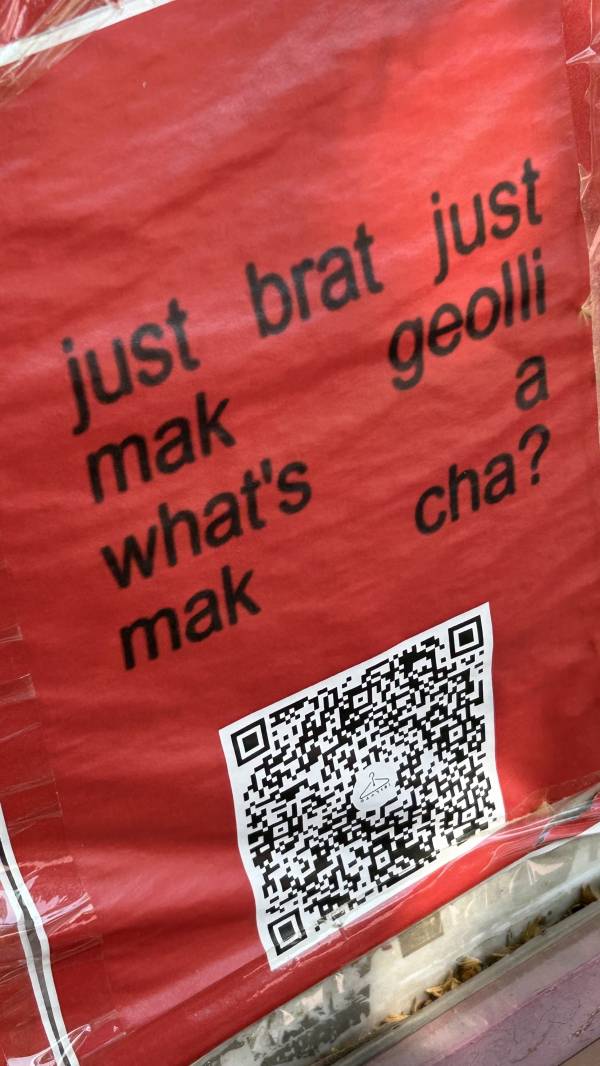 just brat just
mak geolli
what's a
mak cha?